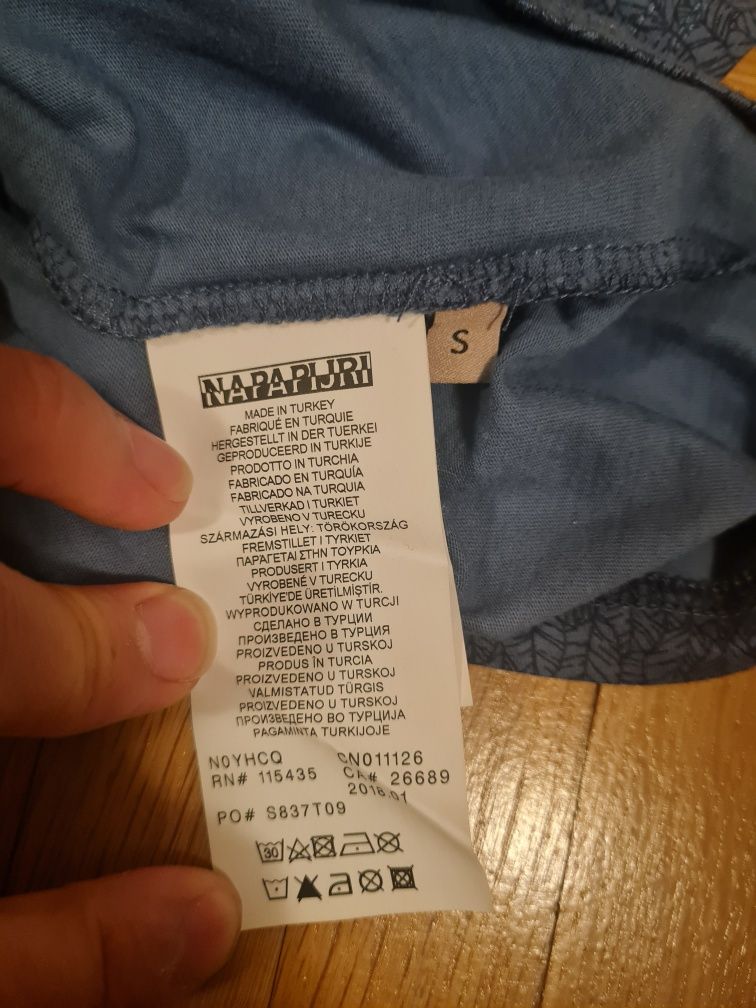 S
NAPAPIJRI
MADE IN TURKEY
FABRIQUÉ EN TURQUIE
HERGESTELLT IN DER TUERKEI
GEPRODUCEERD IN TURKIJE
PRODOTTO IN TURCHIA
FABRICADO EN TURQUÍA
FABRICADO NA TURQUIA
TILLVERKAD I TURKIET
VYROBENO V TURECKU
SZÁRMAZÁSI HELY: TÖRÖKORSZÁG
FREMSTILLET I TYRKIET
ΠΑΡΑΓΕΤΑΙ ΣΤΗΝ ΤΟΥΡΚΙΑ
PRODUSERT I TYRKIA
VYROBENÉ V TURECKU
TÜRKİYE'DE ÜRETİLMİŞTİR.
WYPRODUKOWANO W TURCJI
СДЕЛАНО В ТУРЦИИ
ПРОИЗВЕДЕНО В ТУРЦИЯ
PROIZVEDENO U TURSKOJ
PRODUS ÎN TURCIA
PROIZVEDENO U TURSKOJ
VALMISTATUD TÜRGIS
PROIZVEDENO U TURSKOJ
ПРОИЗВЕДЕНО ВО ТУРЦИЈА
PAGAMINTA TURKIJOJE
N0YHCQ CN011126
RN# 115435 CA# 26689
2018.01
PO# S837T09
30